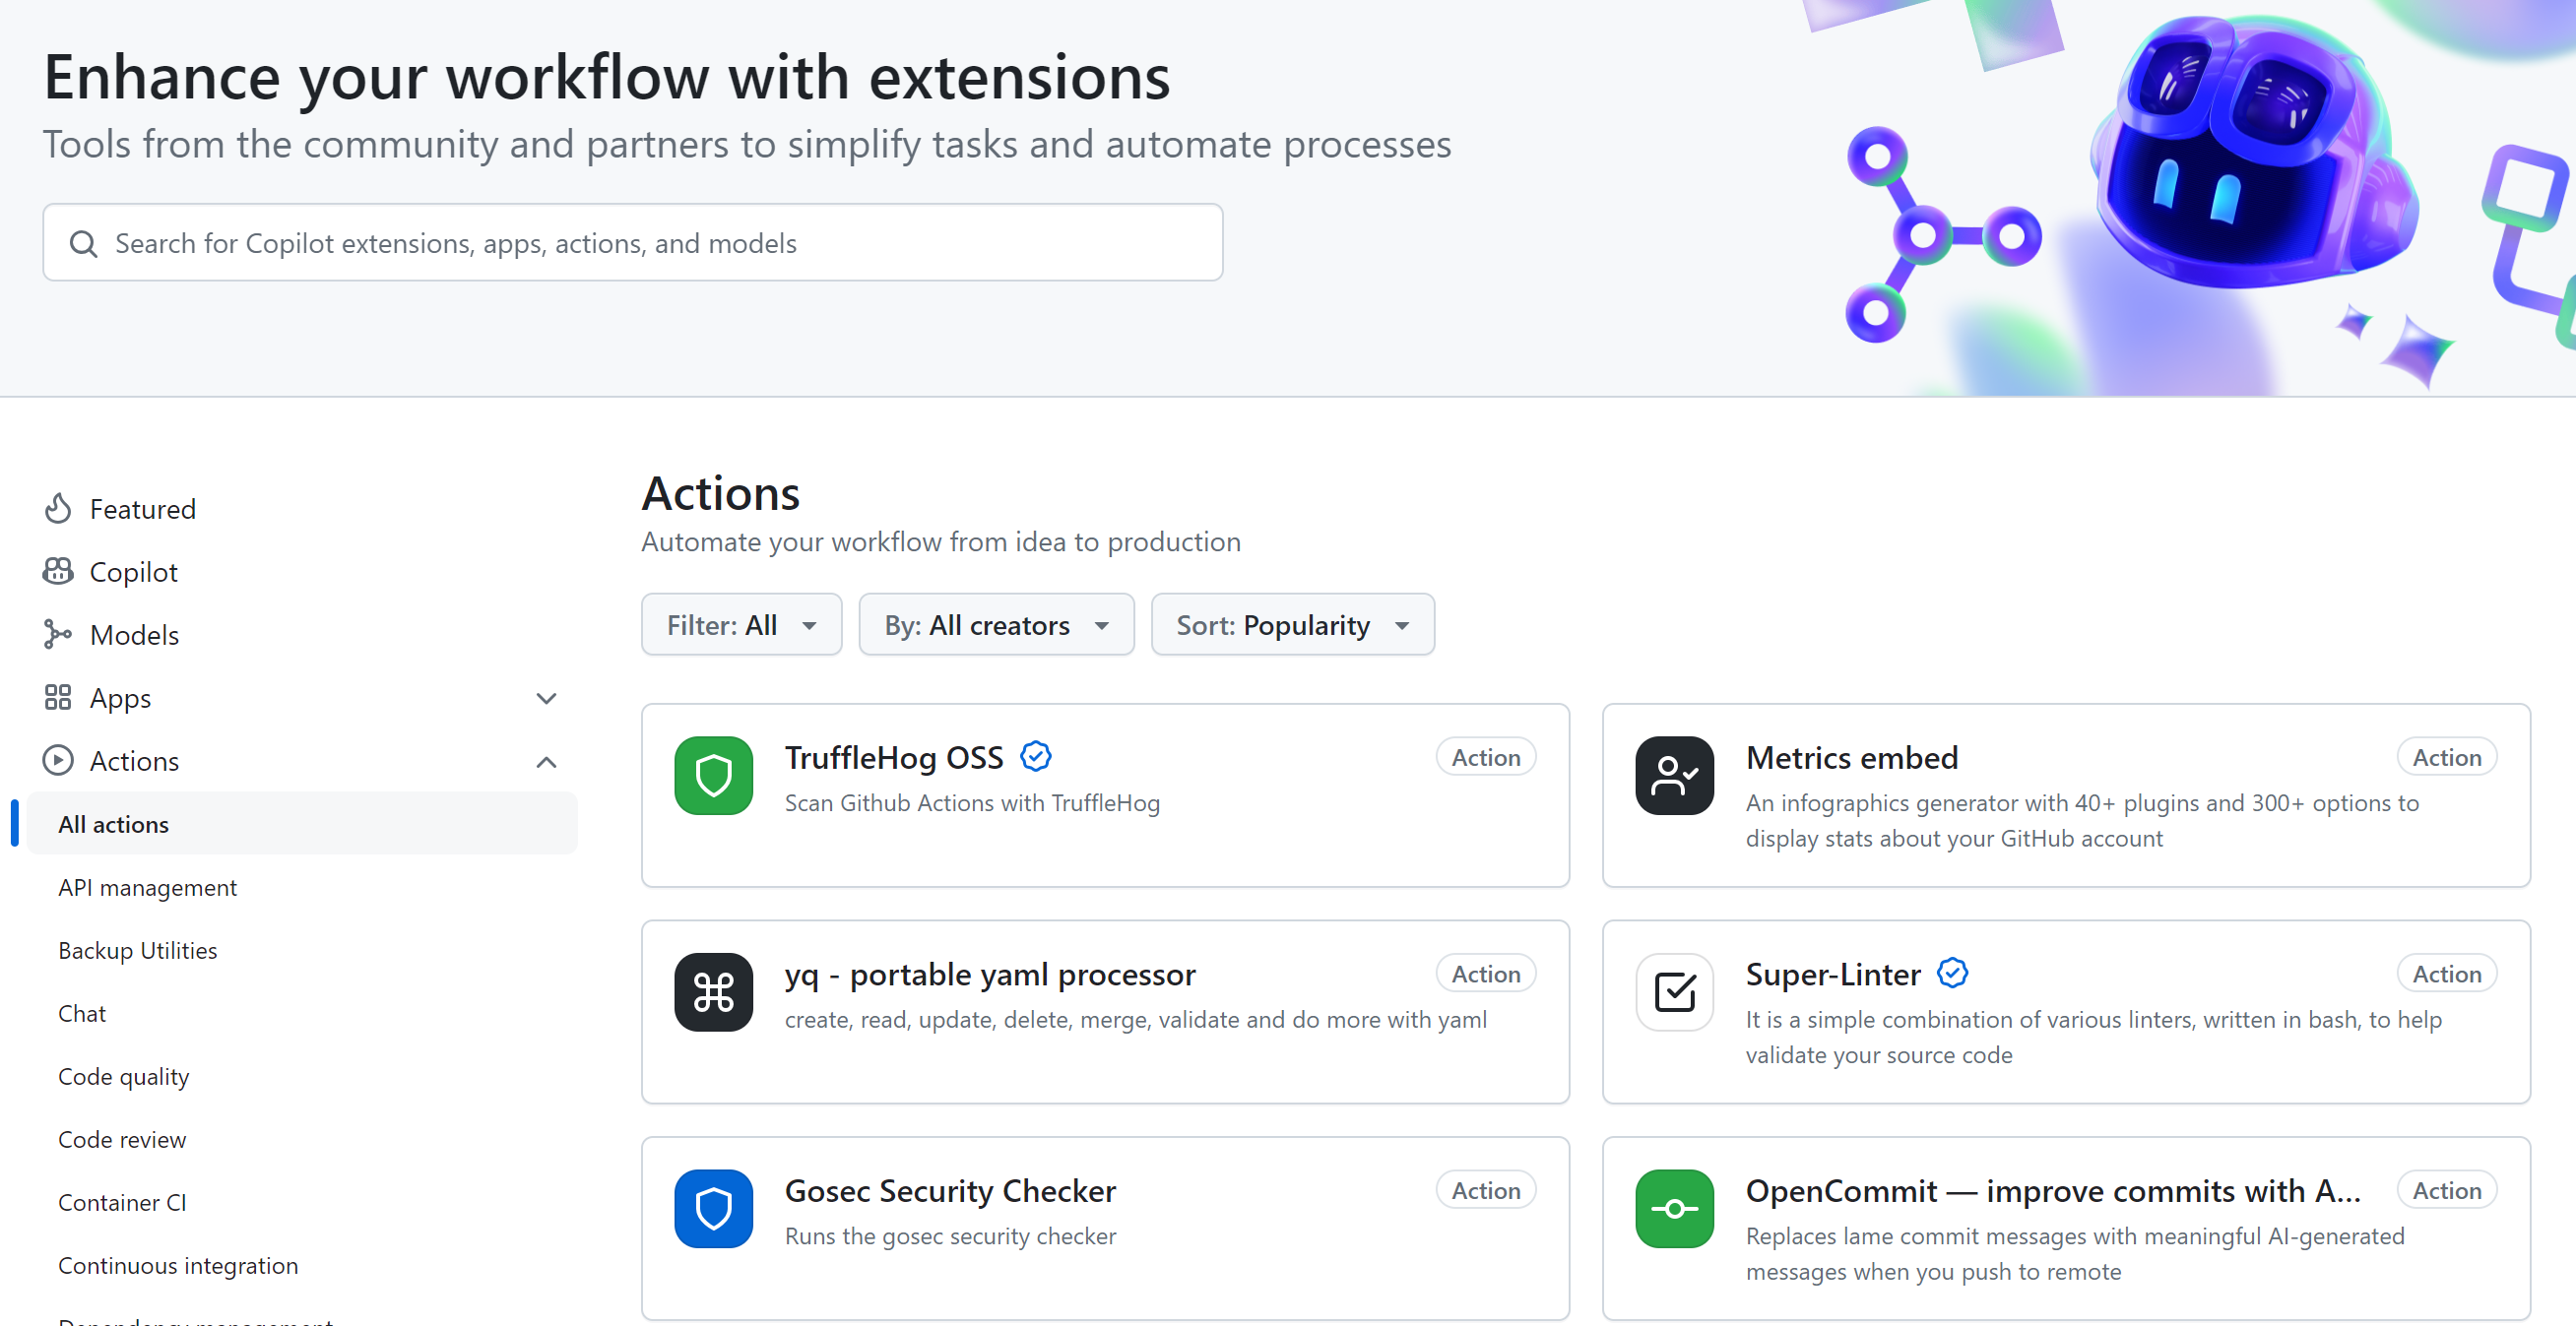 Enhance your workflow with extensions
Tools from the community and partners to simplify tasks and automate processes
Search for Copilot extensions, apps, actions, and models
Featured
Copilot
Models
Apps
Actions
All actions
API management
Backup Utilities
Chat
Code quality
Code review
Container CI
Continuous integration
Dependency management
Actions
Automate your workflow from idea to production
Filter: All
By: All creators
Sort: Popularity
TruffleHog OSS
Action
Scan Github Actions with TruffleHog
Metrics embed
Action
An infographics generator with 40+ plugins and 300+ options to
display stats about your GitHub account
yq - portable yaml processor
Action
create, read, update, delete, merge, validate and do more with yaml
Super-Linter
Action
It is a simple combination of various linters, written in bash, to help
validate your source code
Gosec Security Checker
Action
Runs the gosec security checker
OpenCommit — improve commits with A...
Action
Replaces lame commit messages with meaningful AI-generated
messages when you push to remote